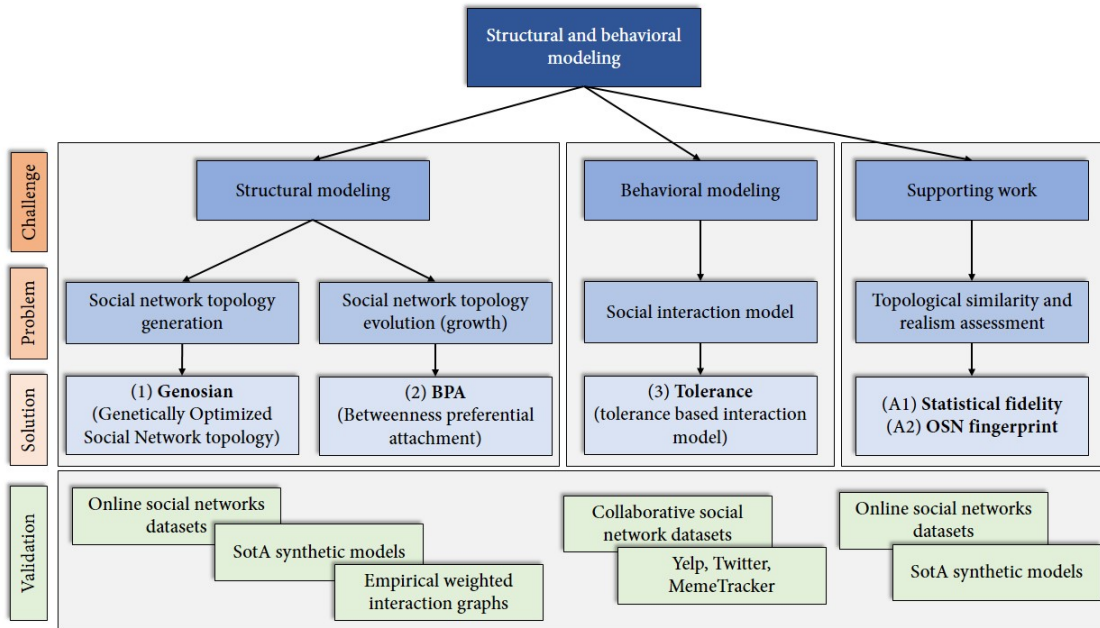 Structural and behavioral
modeling
Challenge
Structural modeling
Behavioral modeling
Supporting work
Problem
Social network topology
generation
Social network topology
evolution (growth)
Social interaction model
Topological similarity and
realism assessment
Solution
(1) Genosian
(Genetically Optimized
Social Network topology)
(2) BPA
(Betweenness preferential
attachment)
(3) Tolerance
(tolerance based interaction
model)
(A1) Statistical fidelity
(A2) OSN fingerprint
Validation
Online social networks
datasets
SotA synthetic models
Empirical weighted
interaction graphs
Collaborative social
network datasets
Yelp, Twitter,
MemeTracker
Online social networks
datasets
SotA synthetic models